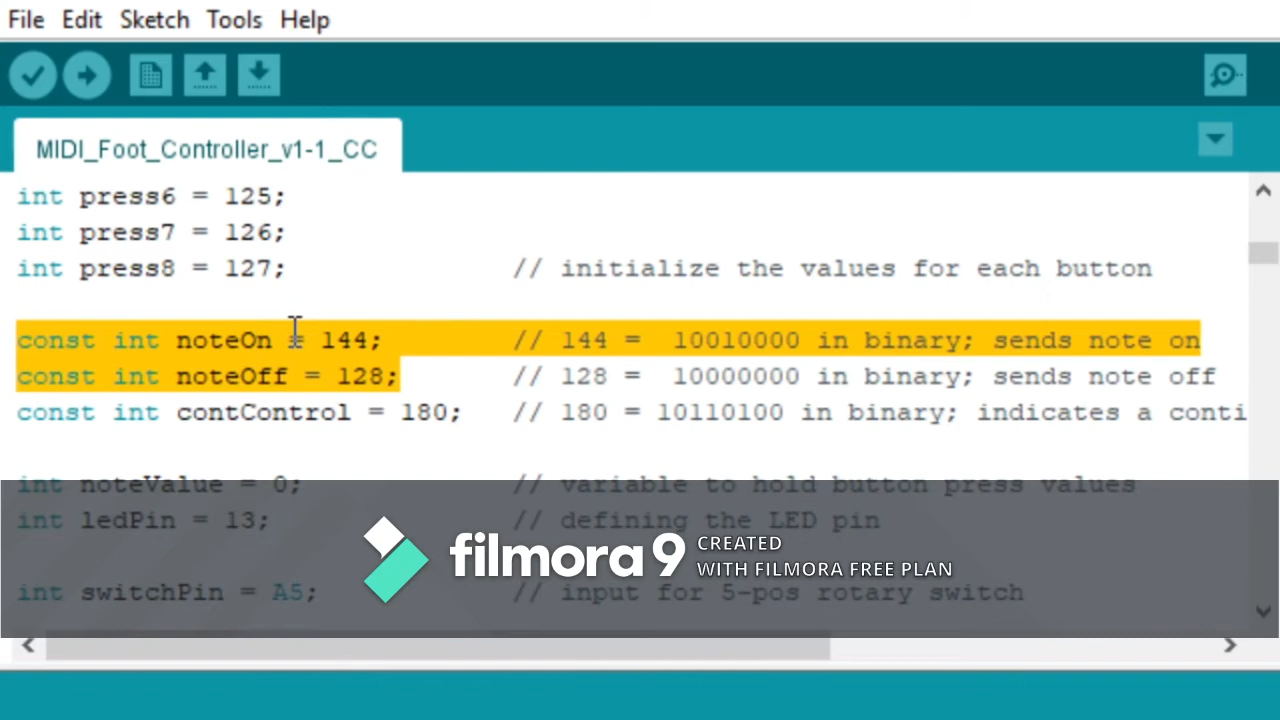 File Edit Sketch Tools Help
MIDI_Foot_Controller_v1-1_CC
int press6 = 125;
int press7 = 126;
int press8 = 127; // initialize the values for each button
const int noteOn = 144; // 144 = 10010000 in binary; sends note on
const int noteOff = 128; // 128 = 10000000 in binary; sends note off
const int contControl = 180; // 180 = 10110100 in binary; indicates a conti
int noteValue = 0; // variable to hold button press values
int ledPin = 13; // defining the LED pin
filmora9 CREATED
WITH FILMORA FREE PLAN
int switchPin = A5; // input for 5-pos rotary switch